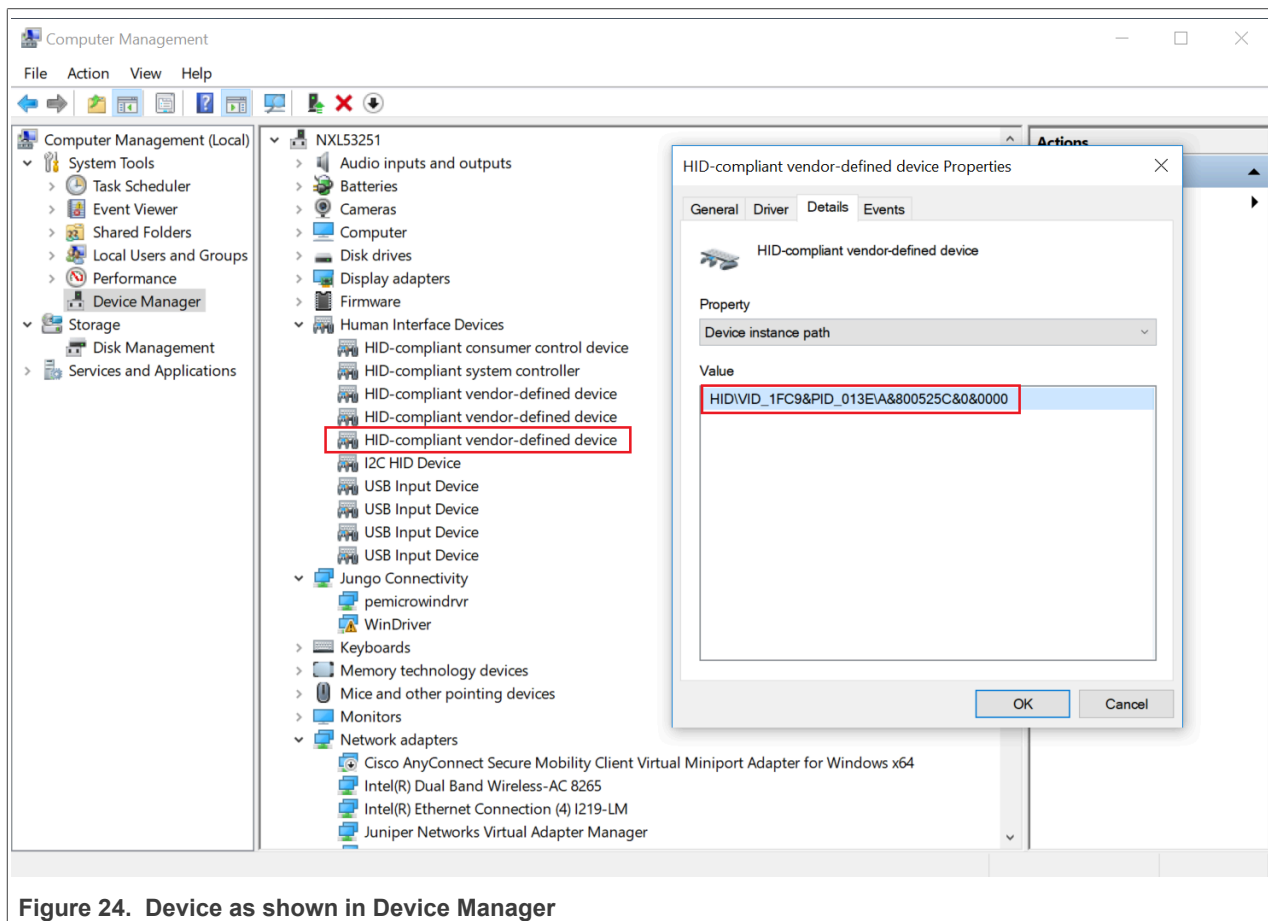 Computer Management
File Action View Help
Computer Management (Local)
System Tools
Task Scheduler
Event Viewer
Shared Folders
Local Users and Groups
Performance
Device Manager
Storage
Disk Management
Services and Applications
NXL53251
Audio inputs and outputs
Batteries
Cameras
Computer
Disk drives
Display adapters
Firmware
Human Interface Devices
HID-compliant consumer control device
HID-compliant system controller
HID-compliant vendor-defined device
HID-compliant vendor-defined device
HID-compliant vendor-defined device
I2C HID Device
USB Input Device
USB Input Device
USB Input Device
USB Input Device
Jungo Connectivity
pemicrowindrvr
WinDriver
Keyboards
Memory technology devices
Mice and other pointing devices
Monitors
Network adapters
Cisco AnyConnect Secure Mobility Client Virtual Miniport Adapter for Windows x64
Intel(R) Dual Band Wireless-AC 8265
Intel(R) Ethernet Connection (4) I219-LM
Juniper Networks Virtual Adapter Manager
Actions
HID-compliant vendor-defined device Properties
General Driver Details Events
HID-compliant vendor-defined device
Property
Device instance path
Value
HID\VID_1FC9&PID_013E\A&800525C&0&0000
OK Cancel
Figure 24. Device as shown in Device Manager